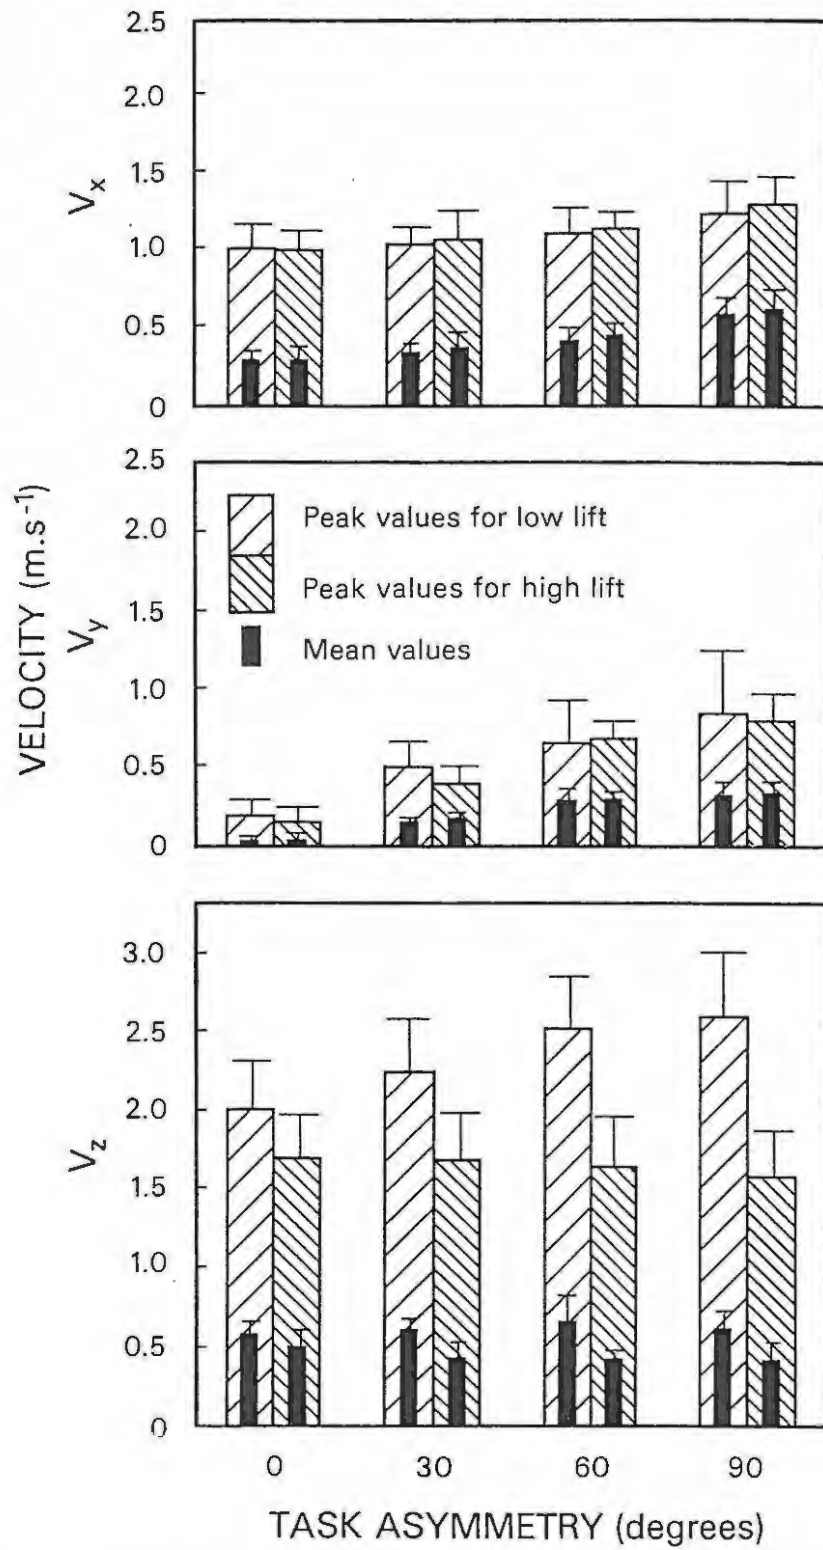 2.5
2.0
1.5
1.0
0.5
0
Vx
2.5
2.0
1.5
1.0
0.5
0
VELOCITY (m.s-1)
Vy
Peak values for low lift
Peak values for high lift
Mean values
3.0
2.5
2.0
1.5
1.0
0.5
0
Vz
0 30 60 90
TASK ASYMMETRY (degrees)